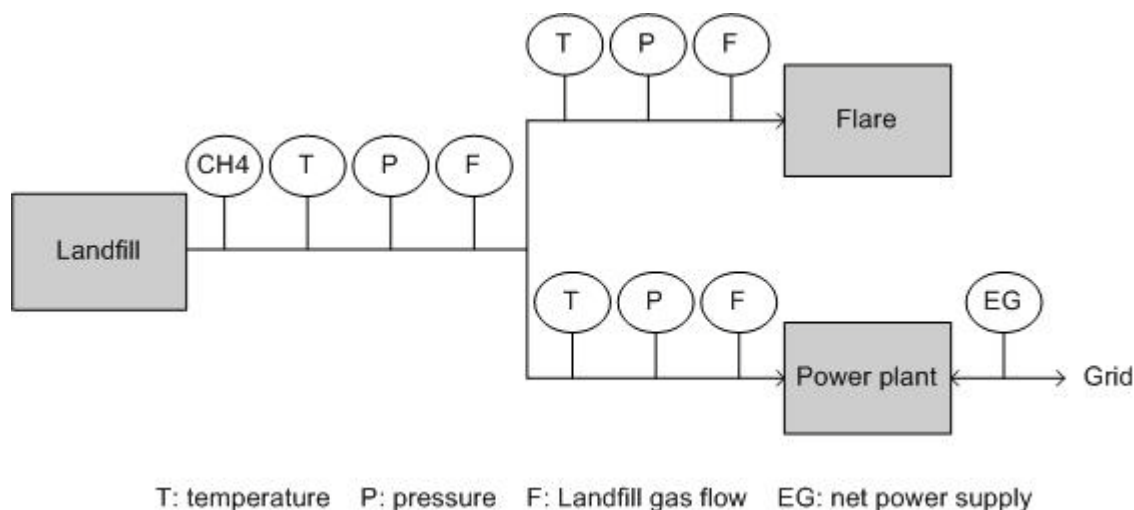 T P F
Flare
CH4 T P F
Landfill
T P F EG
Power plant
Grid
T: temperature P: pressure F: Landfill gas flow EG: net power supply